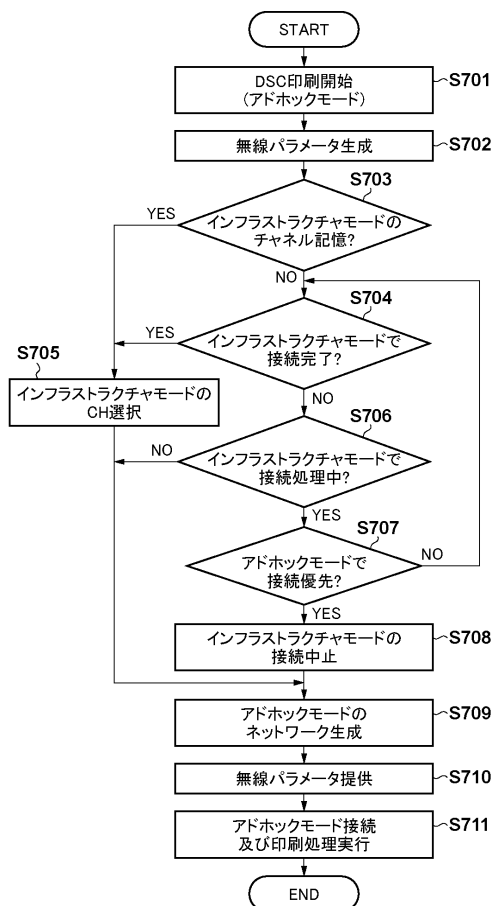 START
DSC印刷開始
(アドホックモード)
S701
無線パラメータ生成
S702
S703
YES
インフラストラクチャモードの
チャネル記憶?
NO
S704
YES
インフラストラクチャモードで
接続完了?
S705
インフラストラクチャモードの
CH選択
NO
S706
NO
インフラストラクチャモードで
接続処理中?
YES
S707
アドホックモードで
接続優先?
NO
YES
インフラストラクチャモードの
接続中止
S708
アドホックモードの
ネットワーク生成
S709
無線パラメータ提供
S710
アドホックモード接続
及び印刷処理実行
S711
END